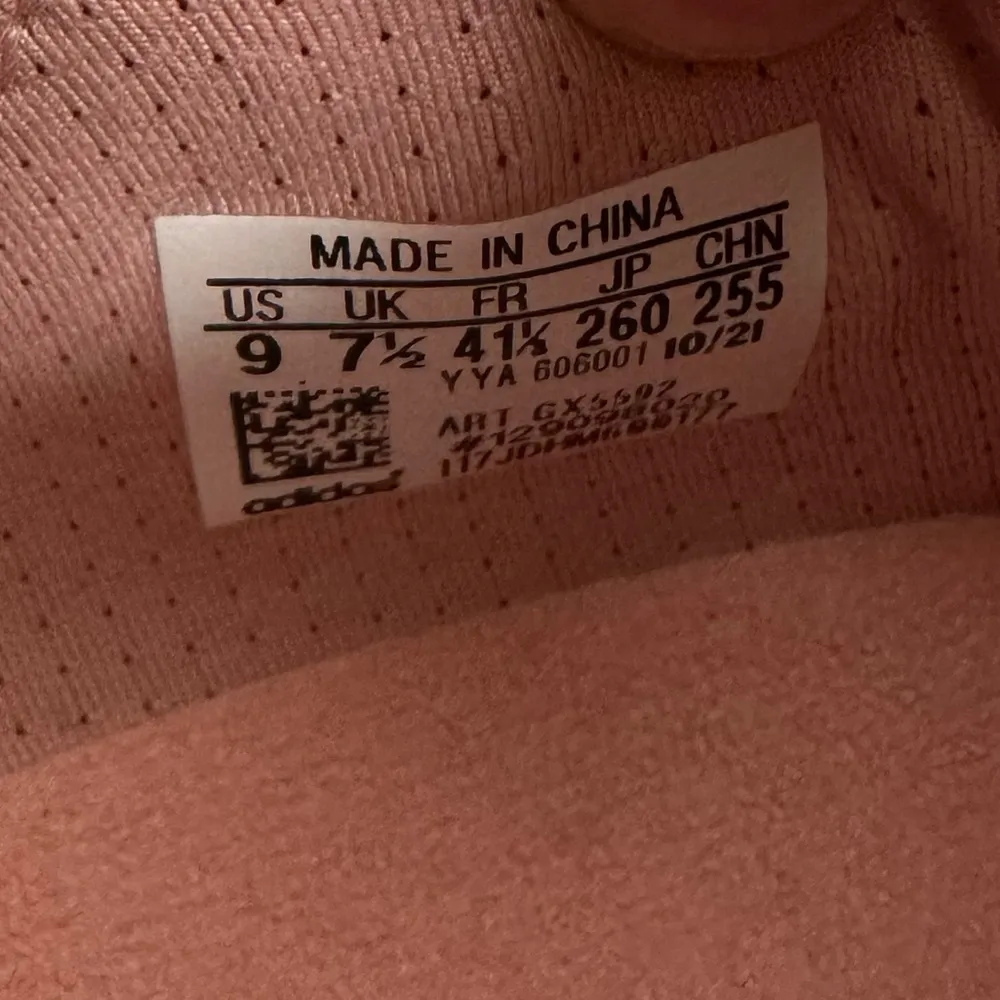 MADE IN CHINA
US UK FR JP CHN
9 7½ 41⅓ 260 255
YYA 606001 10/21
ART
adidas